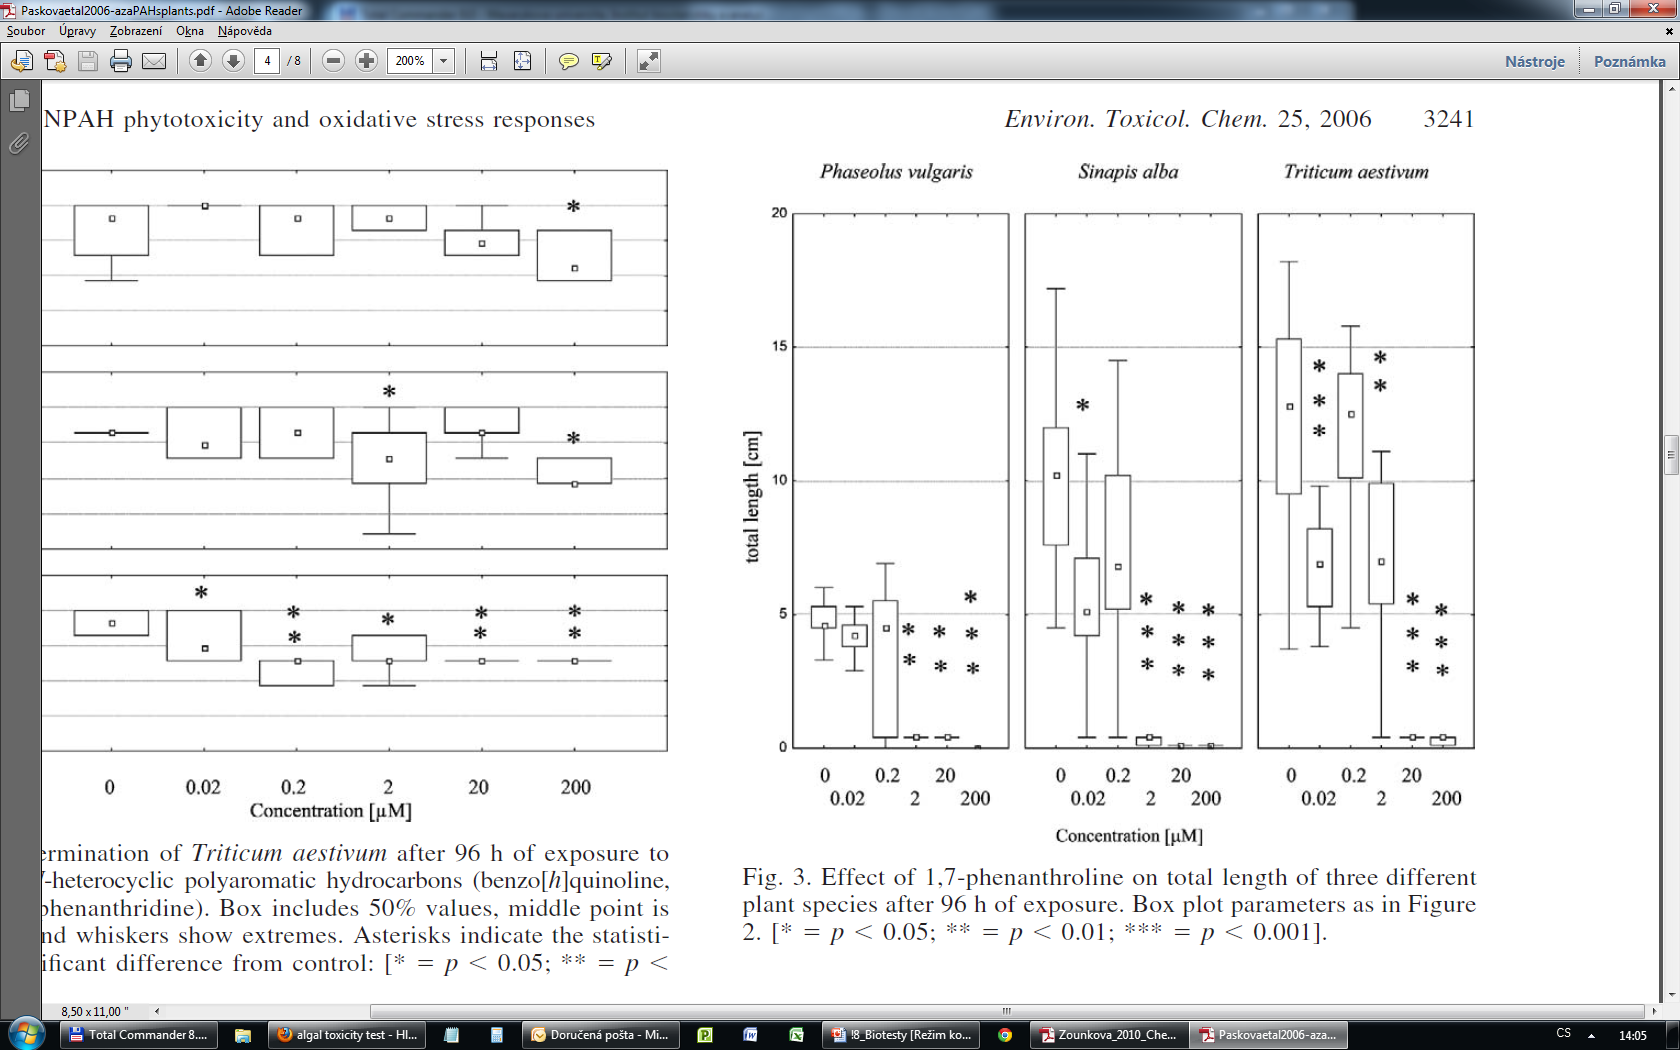 Paskovaetal2006-azaPAHsplants.pdf - Adobe Reader
Soubor Úpravy Zobrazení Okna Nápověda
4 / 8 200% Nástroje Poznámka
NPAH phytotoxicity and oxidative stress responses
Environ. Toxicol. Chem. 25, 2006 3241
*
*
*
*
* * * * *
* * *
0 0.02 0.2 2 20 200
Concentration [µM]
ermination of Triticum aestivum after 96 h of exposure to
-heterocyclic polyaromatic hydrocarbons (benzo[h]quinoline,
phenanthridine). Box includes 50% values, middle point is
nd whiskers show extremes. Asterisks indicate the statisti-
ificant difference from control: [* = p < 0.05; ** = p <
Phaseolus vulgaris Sinapis alba Triticum aestivum
20
15
10
5
0
total length [cm]
* * * * * * *
*
* * * * * * * * *
* * * * *
* * * * * *
0 0.2 20 0 0.2 20 0 0.2 20
0.02 2 200 0.02 2 200 0.02 2 200
Concentration [µM]
Fig. 3. Effect of 1,7-phenanthroline on total length of three different
plant species after 96 h of exposure. Box plot parameters as in Figure
2. [* = p < 0.05; ** = p < 0.01; *** = p < 0.001].
8,50 x 11,00 "
Total Commander 8.... algal toxicity test - Hl... Doručená pošta - Mi... !8_Biotesty [Režim ko... Zounkova_2010_Che... Paskovaetal2006-aza... CS 14:05